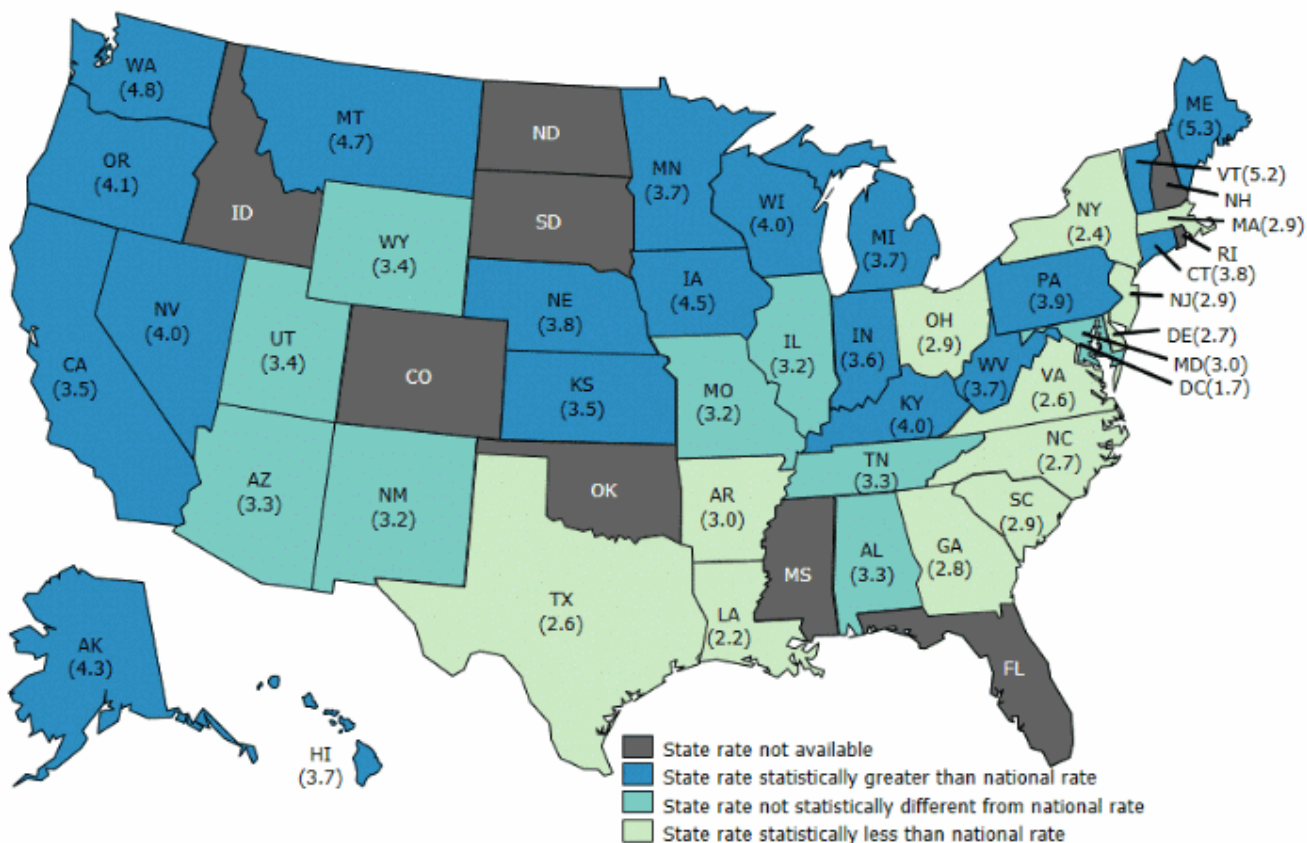 WA
(4.8)
MT
(4.7)
ND
MN
(3.7)
ME
(5.3)
OR
(4.1)
ID
SD
WI
(4.0)
VT(5.2)
NH
MA(2.9)
NY
(2.4)
WY
(3.4)
MI
(3.7)
RI
CT(3.8)
NJ(2.9)
PA
(3.9)
IA
(4.5)
NE
(3.8)
NV
(4.0)
UT
(3.4)
IL
(3.2)
IN
(3.6)
OH
(2.9)
DE(2.7)
MD(3.0)
DC(1.7)
CA
(3.5)
CO
KS
(3.5)
MO
(3.2)
WV
(3.7)
VA
(2.6)
KY
(4.0)
NC
(2.7)
TN
(3.3)
AZ
(3.3)
NM
(3.2)
OK
AR
(3.0)
SC
(2.9)
MS
AL
(3.3)
GA
(2.8)
TX
(2.6)
LA
(2.2)
FL
AK
(4.3)
HI
(3.7)
State rate not available
State rate statistically greater than national rate
State rate not statistically different from national rate
State rate statistically less than national rate